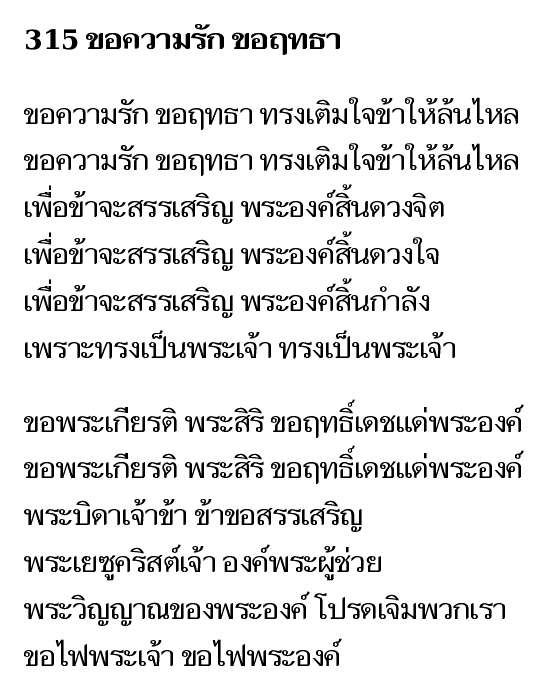 315 ขอความรัก ขอฤทธา
ขอความรัก ขอฤทธา ทรงเติมใจข้าให้ล้นไหล
ขอความรัก ขอฤทธา ทรงเติมใจข้าให้ล้นไหล
เพื่อข้าจะสรรเสริญ พระองค์สิ้นดวงจิต
เพื่อข้าจะสรรเสริญ พระองค์สิ้นดวงใจ
เพื่อข้าจะสรรเสริญ พระองค์สิ้นกำลัง
เพราะทรงเป็นพระเจ้า ทรงเป็นพระเจ้า
ขอพระเกียรติ พระสิริ ขอฤทธิ์เดชแด่พระองค์
ขอพระเกียรติ พระสิริ ขอฤทธิ์เดชแด่พระองค์
พระบิดาเจ้าข้า ข้าขอสรรเสริญ
พระเยซูคริสต์เจ้า องค์พระผู้ช่วย
พระวิญญาณของพระองค์ โปรดเจิมพวกเรา
ขอไฟพระเจ้า ขอไฟพระองค์